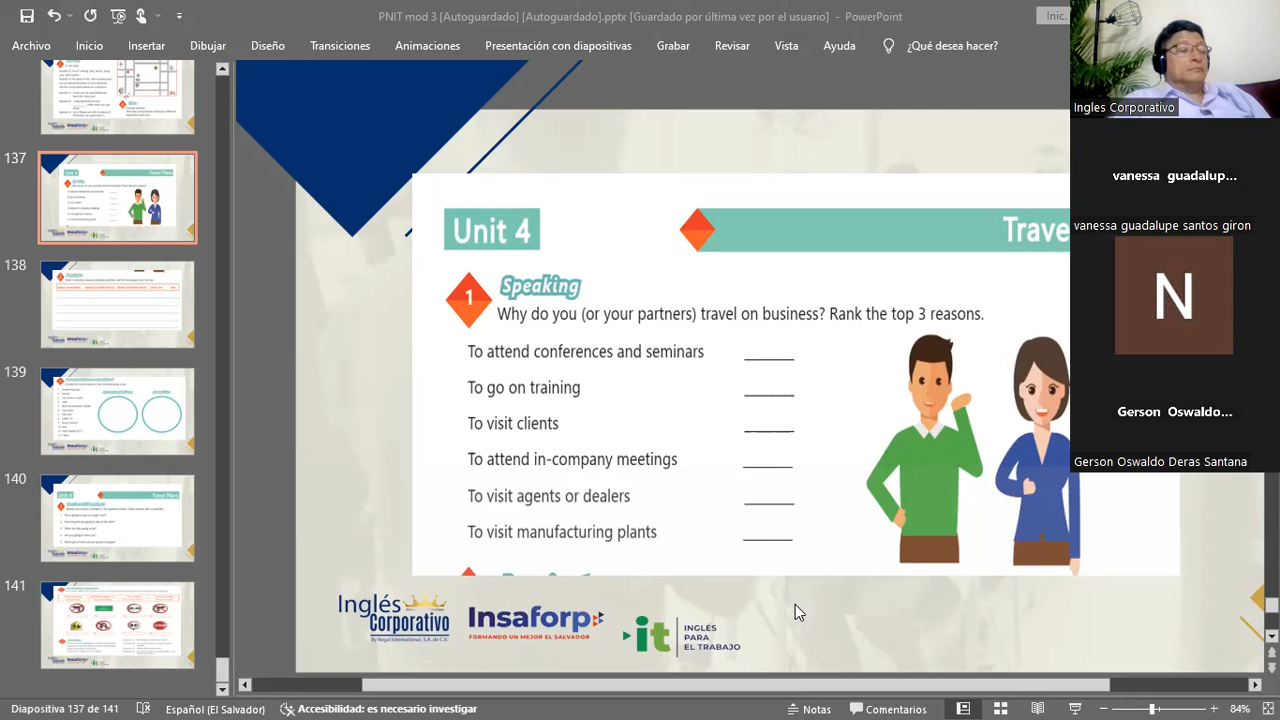 PNIT mod 3 [Autoguardado] [Autoguardado].pptx [Guardado por última vez por el usuario] - PowerPoint
Inic.
Archivo Inicio Insertar Dibujar Diseño Transiciones Animaciones Presentación con diapositivas Grabar Revisar Vista Ayuda ¿Qué desea hacer?
Ingles Corporativo
vanessa guadalup...
vanessa guadalupe santos giron
N
Gerson Oswaldo...
Gerson Oswaldo Deras Santana
137
138
139
140
141
Unit 4
Trave
1
Speaking
Why do you (or your partners) travel on business? Rank the top 3 reasons.
To attend conferences and seminars
To go on training
To visit clients
To attend in-company meetings
To visit agents or dealers
To visit manufacturing plants
Inglés
Corporativo
By Regal International, S.A. de C.V.
Insaforp
FORMANDO UN MEJOR EL SALVADOR
INGLÉS
PARA
EL TRABAJO
Diapositiva 137 de 141
Español (El Salvador)
Accesibilidad: es necesario investigar
Notas
Comentarios
84%